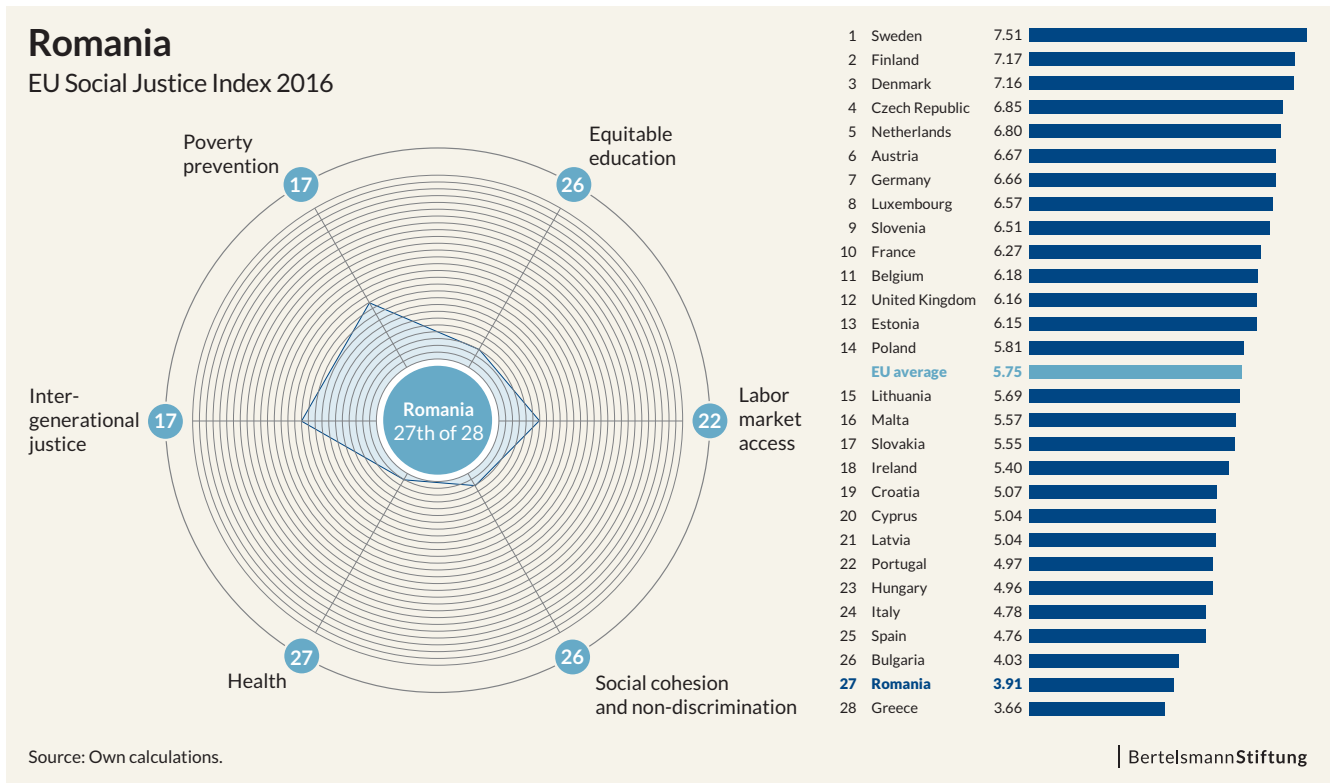 Romania
EU Social Justice Index 2016
Poverty
prevention
17
Equitable
education
26
Inter-
generational
justice
17
Romania
27th of 28
22
Labor
market
access
27
Health
26
Social cohesion
and non-discrimination
1 Sweden 7.51
2 Finland 7.17
3 Denmark 7.16
4 Czech Republic 6.85
5 Netherlands 6.80
6 Austria 6.67
7 Germany 6.66
8 Luxembourg 6.57
9 Slovenia 6.51
10 France 6.27
11 Belgium 6.18
12 United Kingdom 6.16
13 Estonia 6.15
14 Poland 5.81
EU average 5.75
15 Lithuania 5.69
16 Malta 5.57
17 Slovakia 5.55
18 Ireland 5.40
19 Croatia 5.07
20 Cyprus 5.04
21 Latvia 5.04
22 Portugal 4.97
23 Hungary 4.96
24 Italy 4.78
25 Spain 4.76
26 Bulgaria 4.03
27 Romania 3.91
28 Greece 3.66
Source: Own calculations.
BertelsmannStiftung